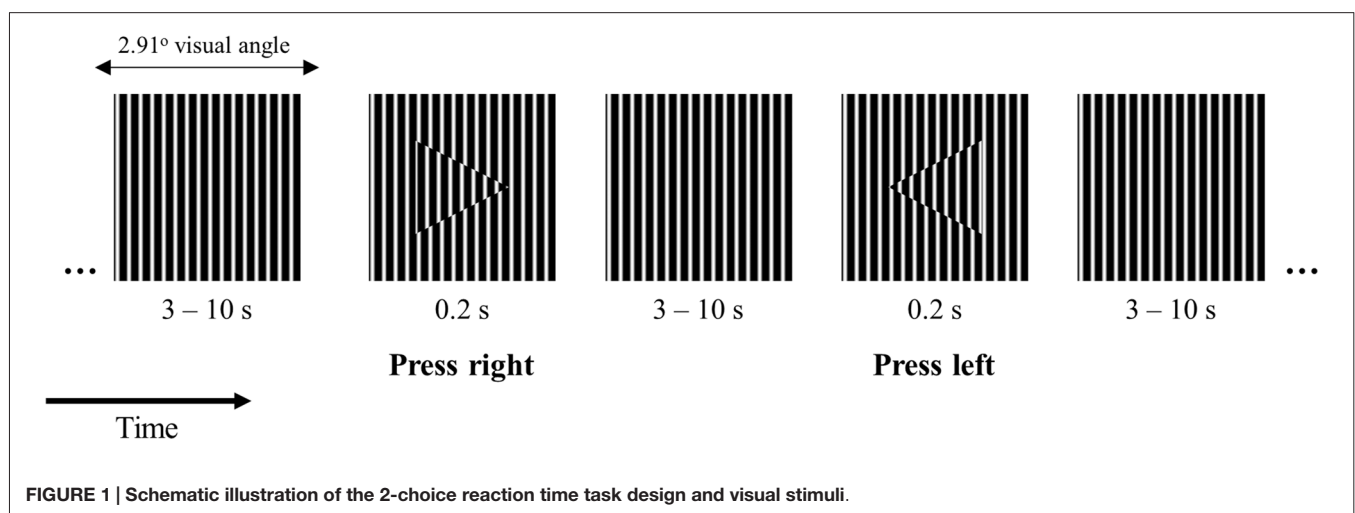 2.91º visual angle
... ...
3 – 10 s 0.2 s 3 – 10 s 0.2 s 3 – 10 s
Press right Press left
Time
FIGURE 1 | Schematic illustration of the 2-choice reaction time task design and visual stimuli.